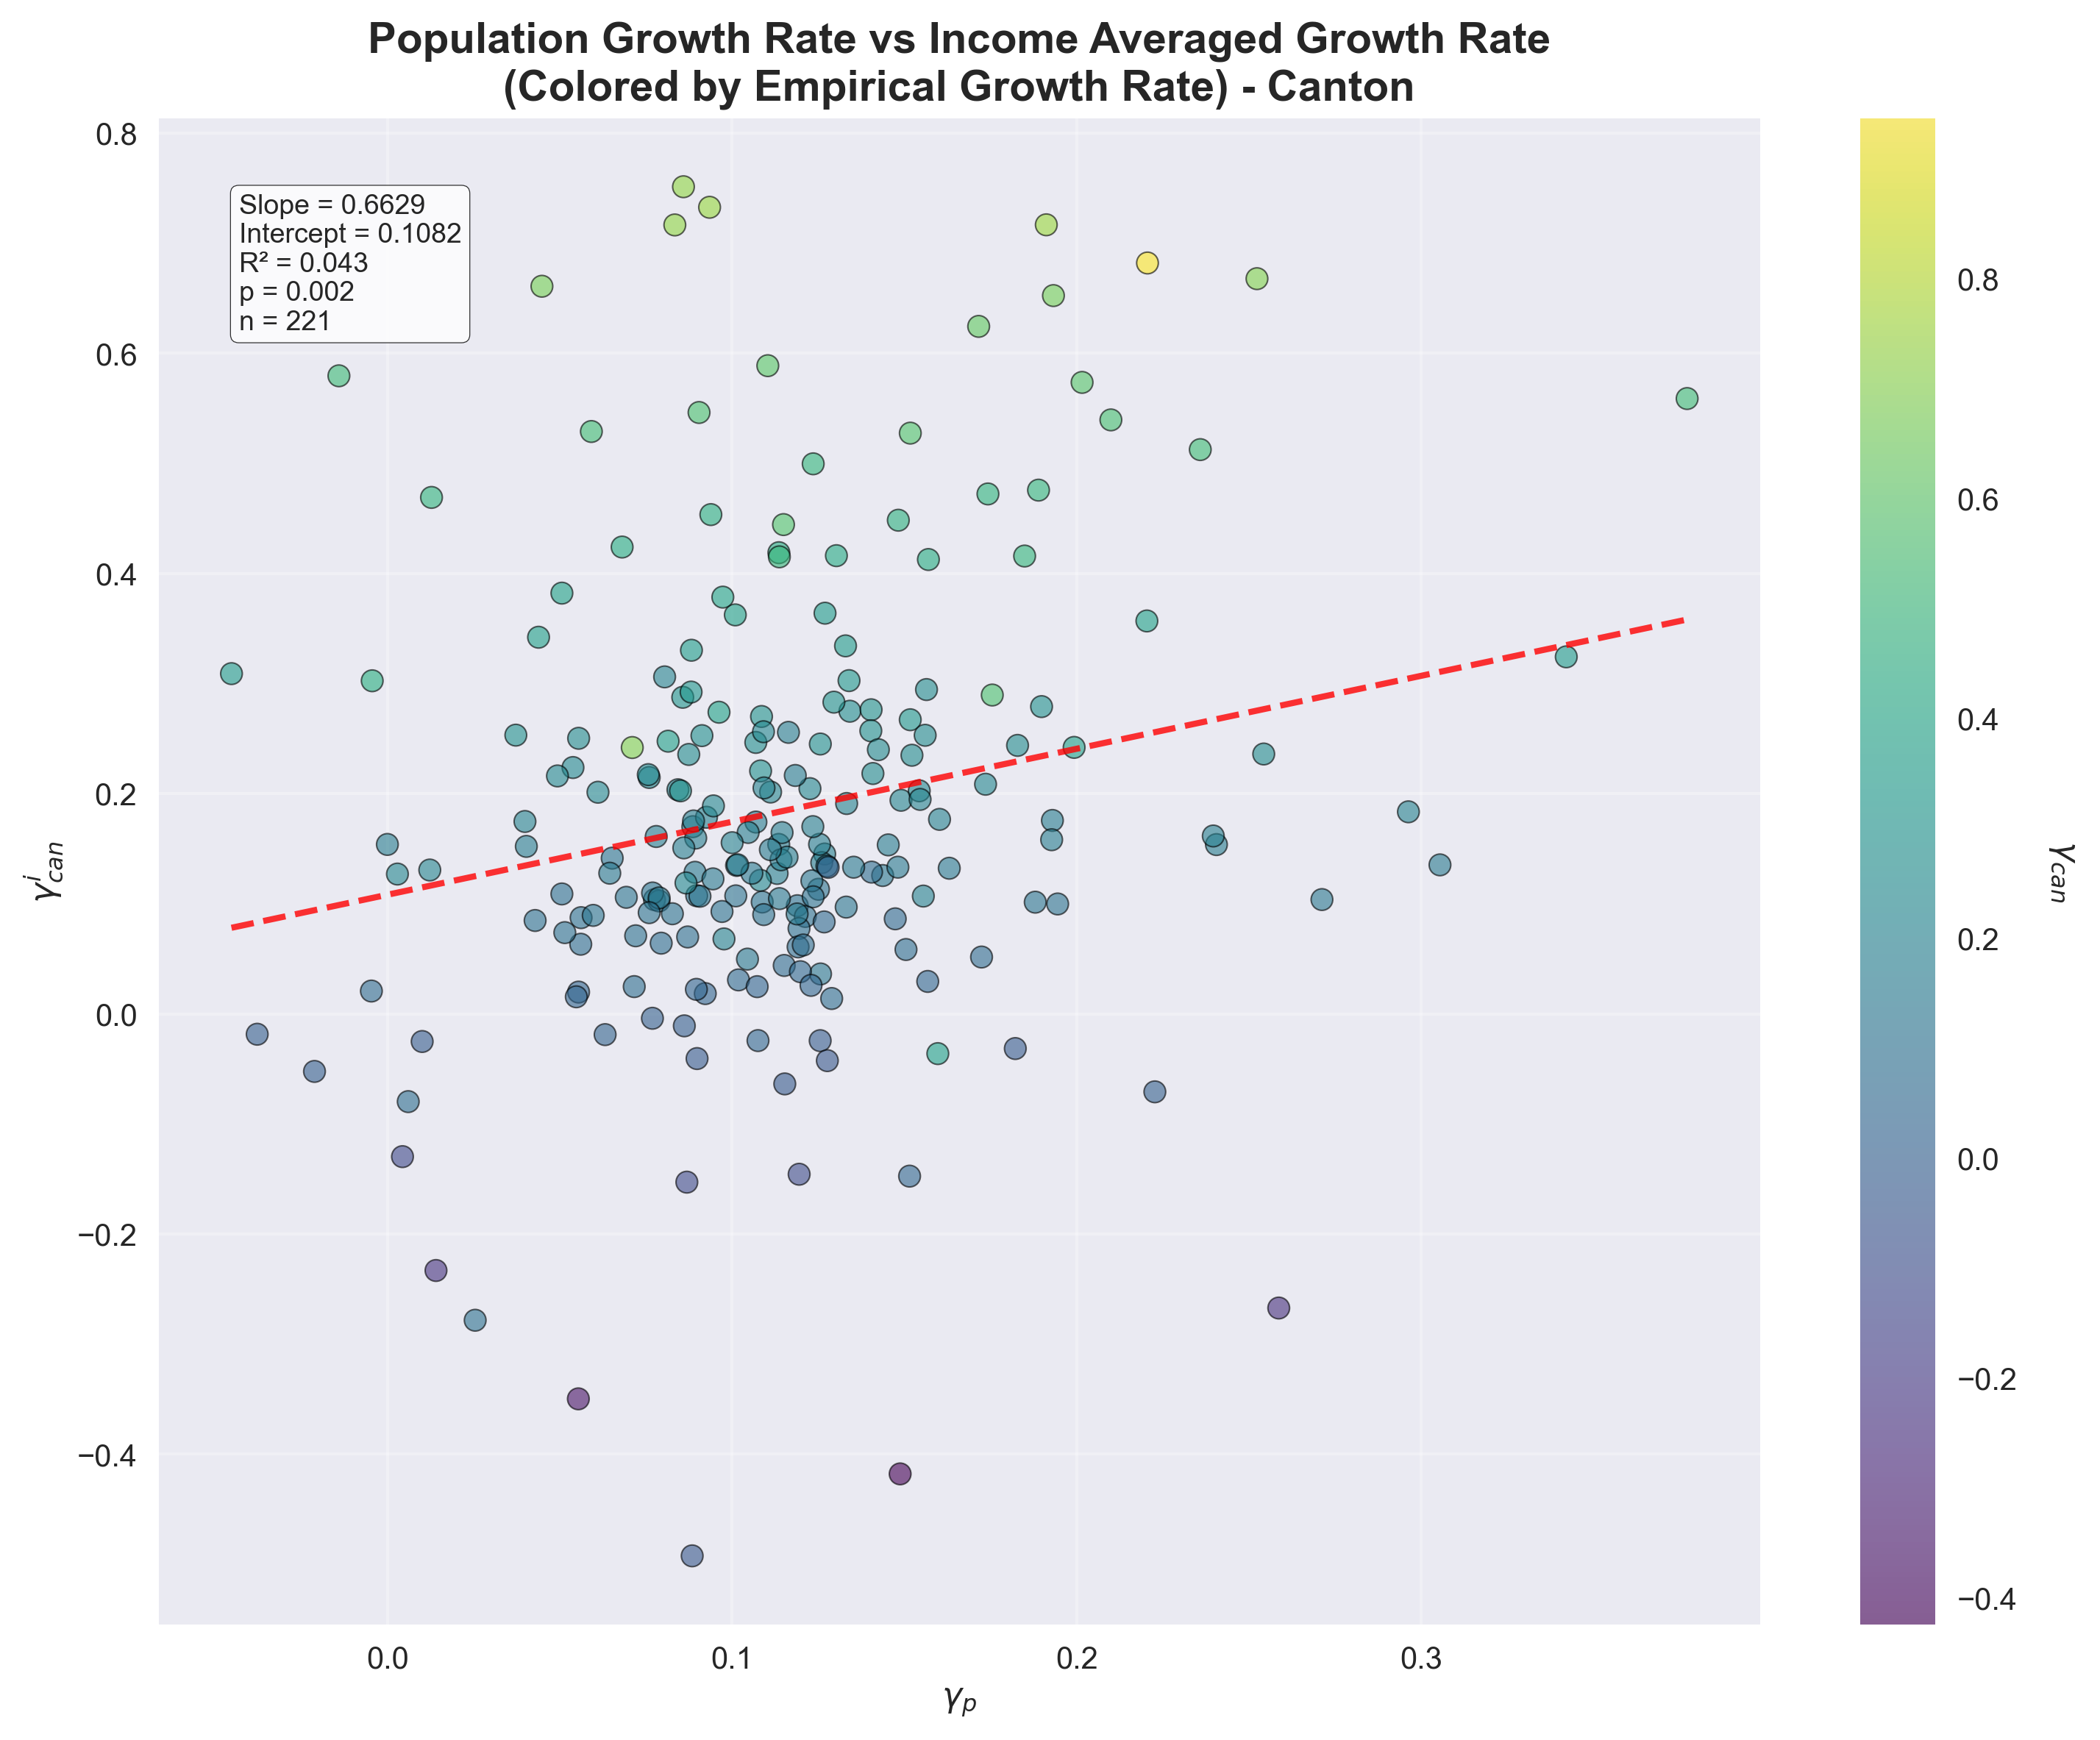 Population Growth Rate vs Income Averaged Growth Rate
(Colored by Empirical Growth Rate) - Canton
Slope = 0.6629
Intercept = 0.1082
R² = 0.043
p = 0.002
n = 221
0.8
0.6
0.4
0.2
0.0
−0.2
−0.4
γ^i_can
0.0
0.1
0.2
0.3
γ_p
0.8
0.6
0.4
0.2
0.0
−0.2
−0.4
γ_can